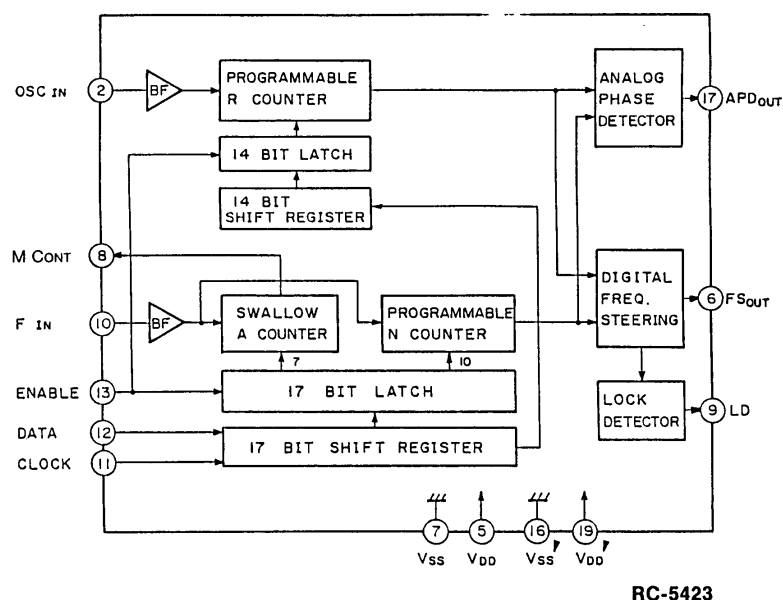 OSC IN
2
BF
PROGRAMMABLE
R COUNTER
ANALOG
PHASE
DETECTOR
17
APDOUT
14 BIT LATCH
14 BIT
SHIFT REGISTER
M CONT
8
F IN
10
BF
SWALLOW
A COUNTER
PROGRAMMABLE
N COUNTER
DIGITAL
FREQ.
STEERING
6
FSOUT
7
10
ENABLE
13
17 BIT LATCH
LOCK
DETECTOR
9
LD
DATA
12
CLOCK
11
17 BIT SHIFT REGISTER
7
5
16
19
VSS
VDD
VSS'
VDD'
RC-5423